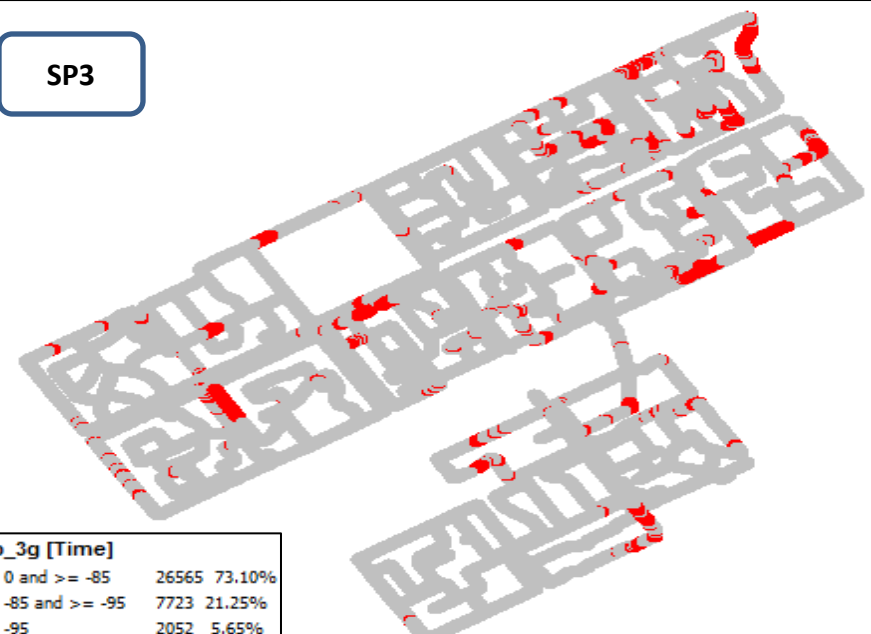 SP3
_3g [Time]
0 and >= -85 26565 73.10%
-85 and >= -95 7723 21.25%
-95 2052 5.65%